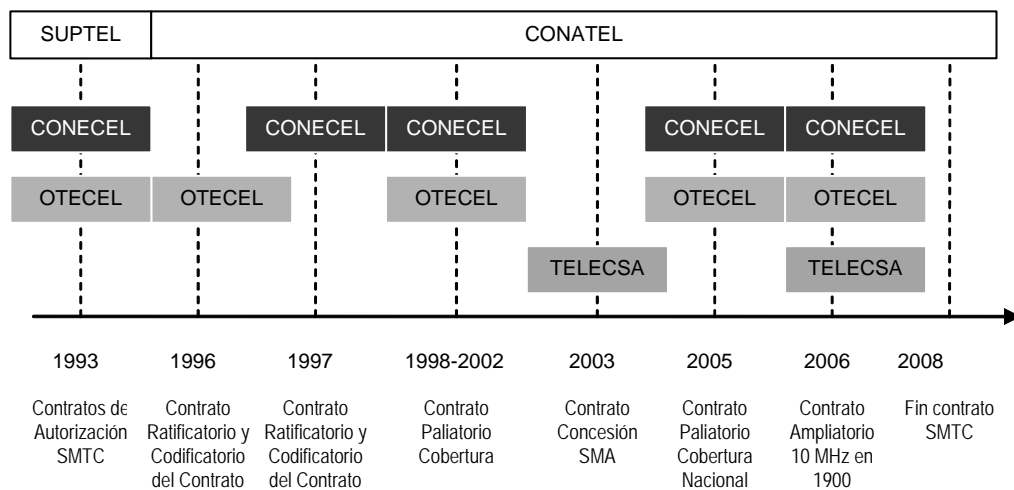 SUPTEL CONATEL
CONECEL CONECEL CONECEL CONECEL CONECEL
OTECEL OTECEL OTECEL OTECEL OTECEL
TELECSA TELECSA
1993 1996 1997 1998-2002 2003 2005 2006 2008
Contratos de
Autorización
SMTC
Contrato
Ratificatorio y
Codificatorio
del Contrato
Contrato
Ratificatorio y
Codificatorio
del Contrato
Contrato
Paliatorio
Cobertura
Contrato
Concesión
SMA
Contrato
Paliatorio
Cobertura
Nacional
Contrato
Ampliatorio
10 MHz en
1900
Fin contrato
SMTC